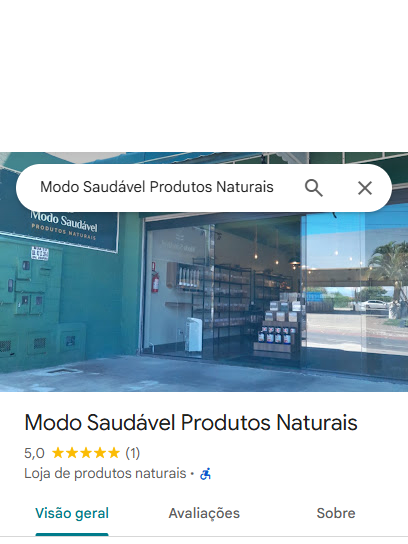 Modo Saudável Produtos Naturais
Modo Saudável
PRODUTOS NATURAIS
Modo Saudável Produtos Naturais
5,0 (1)
Loja de produtos naturais ·
Visão geral Avaliações Sobre